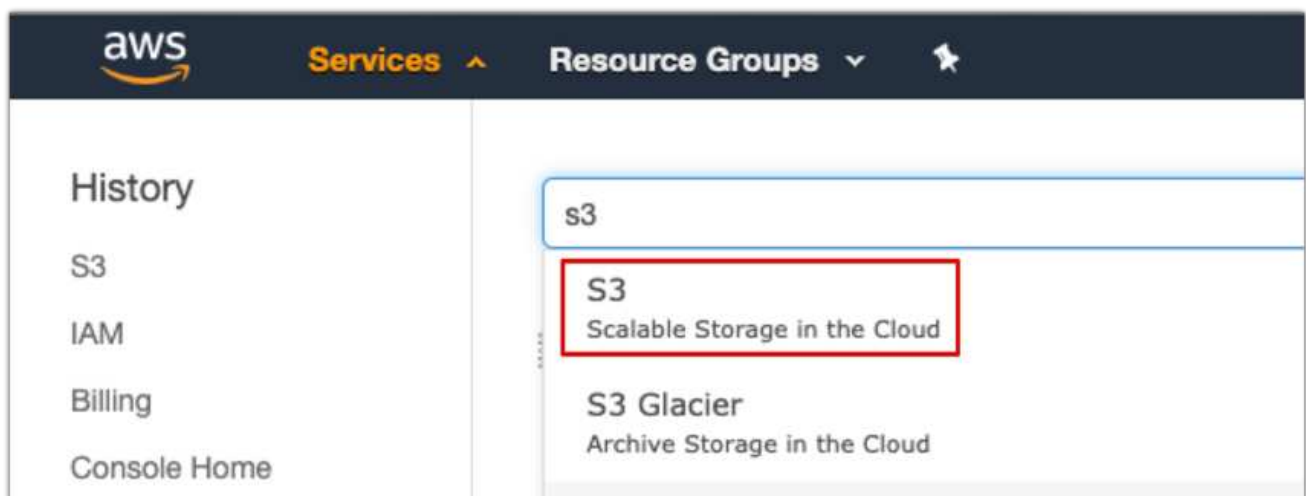 aws
Services
Resource Groups
History
S3
IAM
Billing
Console Home
s3
S3
Scalable Storage in the Cloud
S3 Glacier
Archive Storage in the Cloud